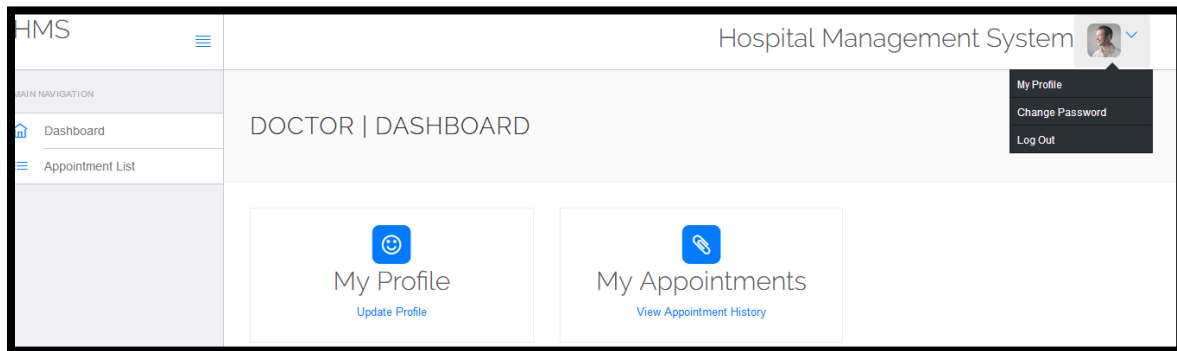 HMS
Hospital Management System
My Profile
Change Password
Log Out
MAIN NAVIGATION
Dashboard
Appointment List
DOCTOR | DASHBOARD
My Profile
Update Profile
My Appointments
View Appointment History